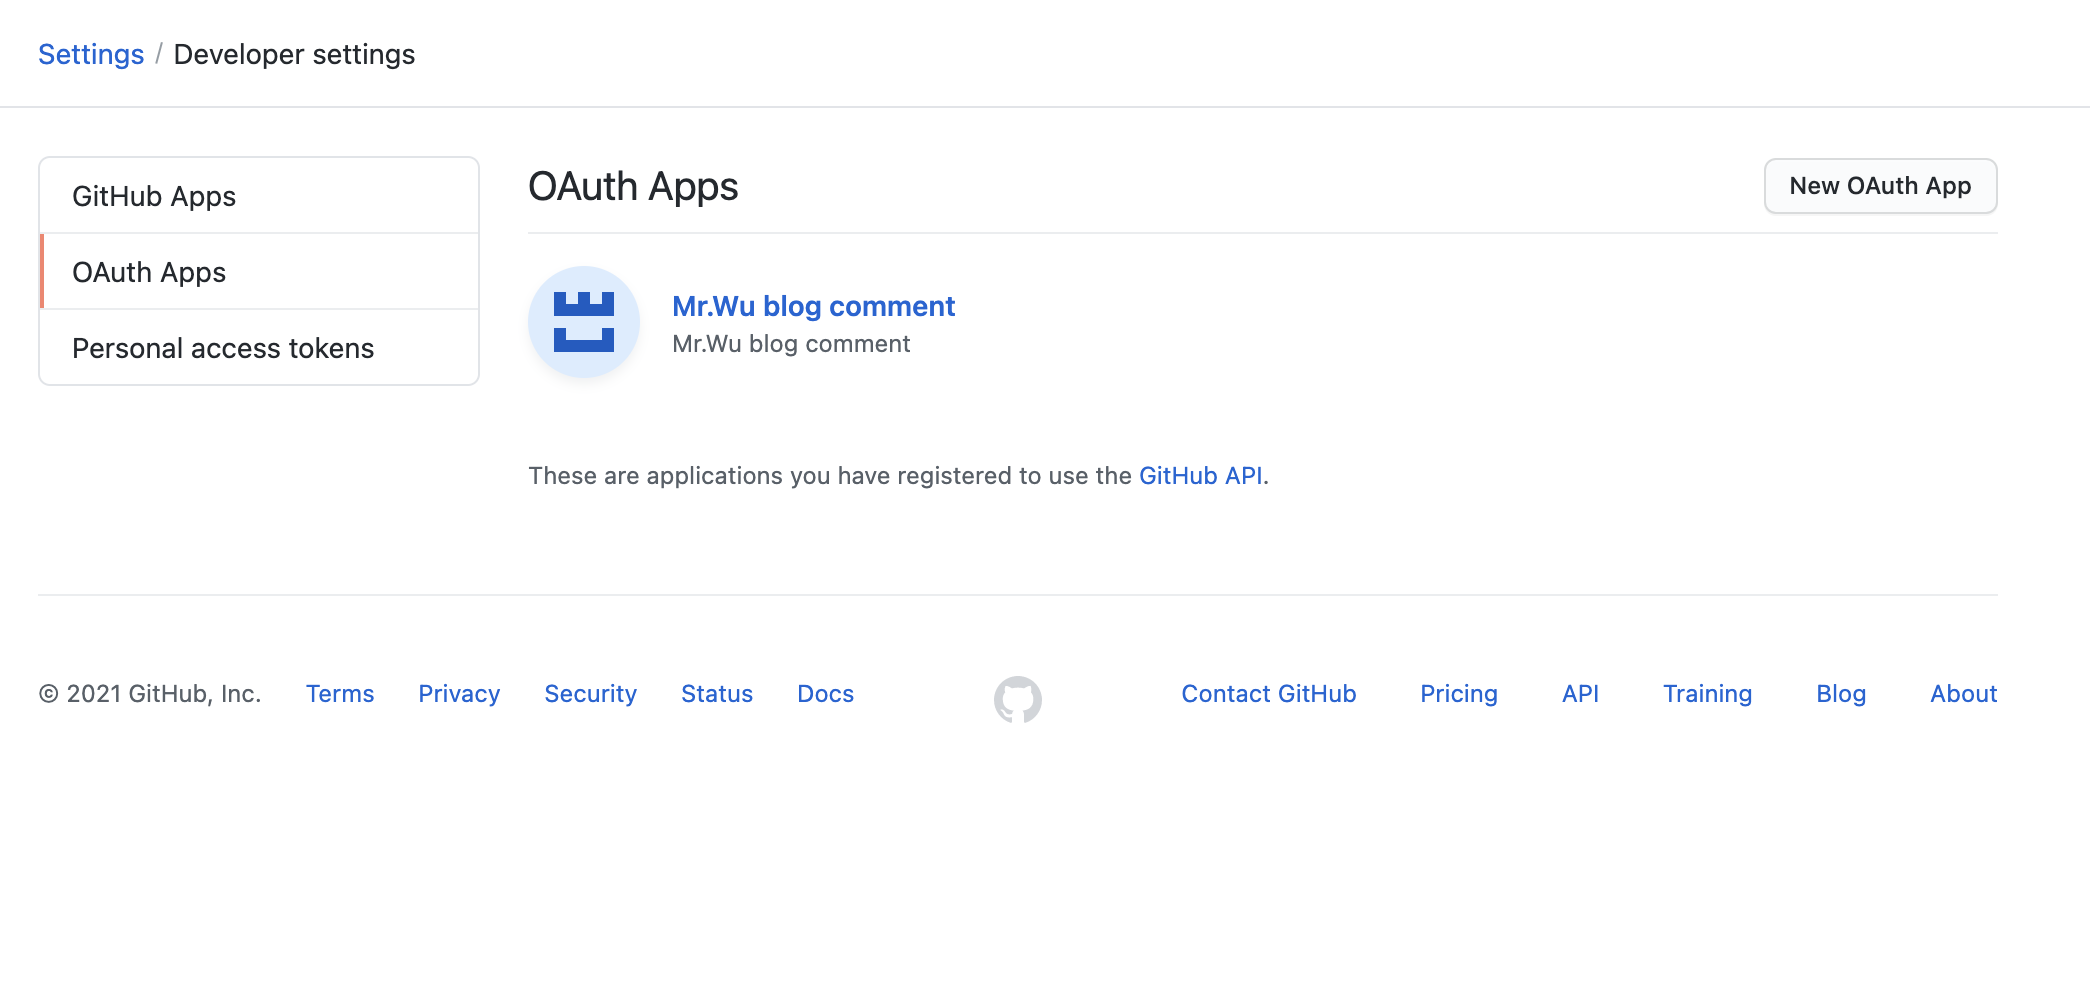 Settings / Developer settings
GitHub Apps
OAuth Apps
Personal access tokens
OAuth Apps
New OAuth App
Mr.Wu blog comment
Mr.Wu blog comment
These are applications you have registered to use the GitHub API.
© 2021 GitHub, Inc. Terms Privacy Security Status Docs Contact GitHub Pricing API Training Blog About